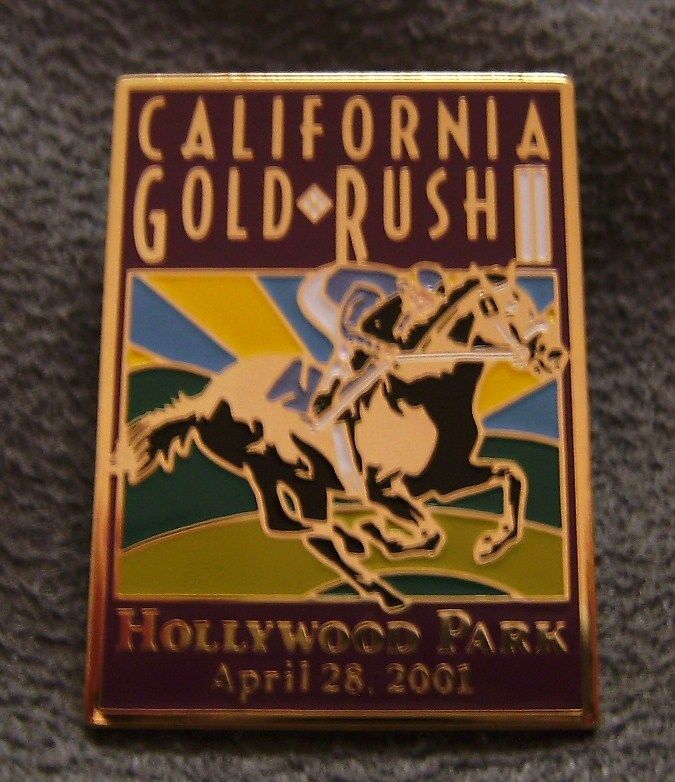 CALIFORNIA
GOLD RUSH II
HOLLYWOOD PARK
April 28, 2001